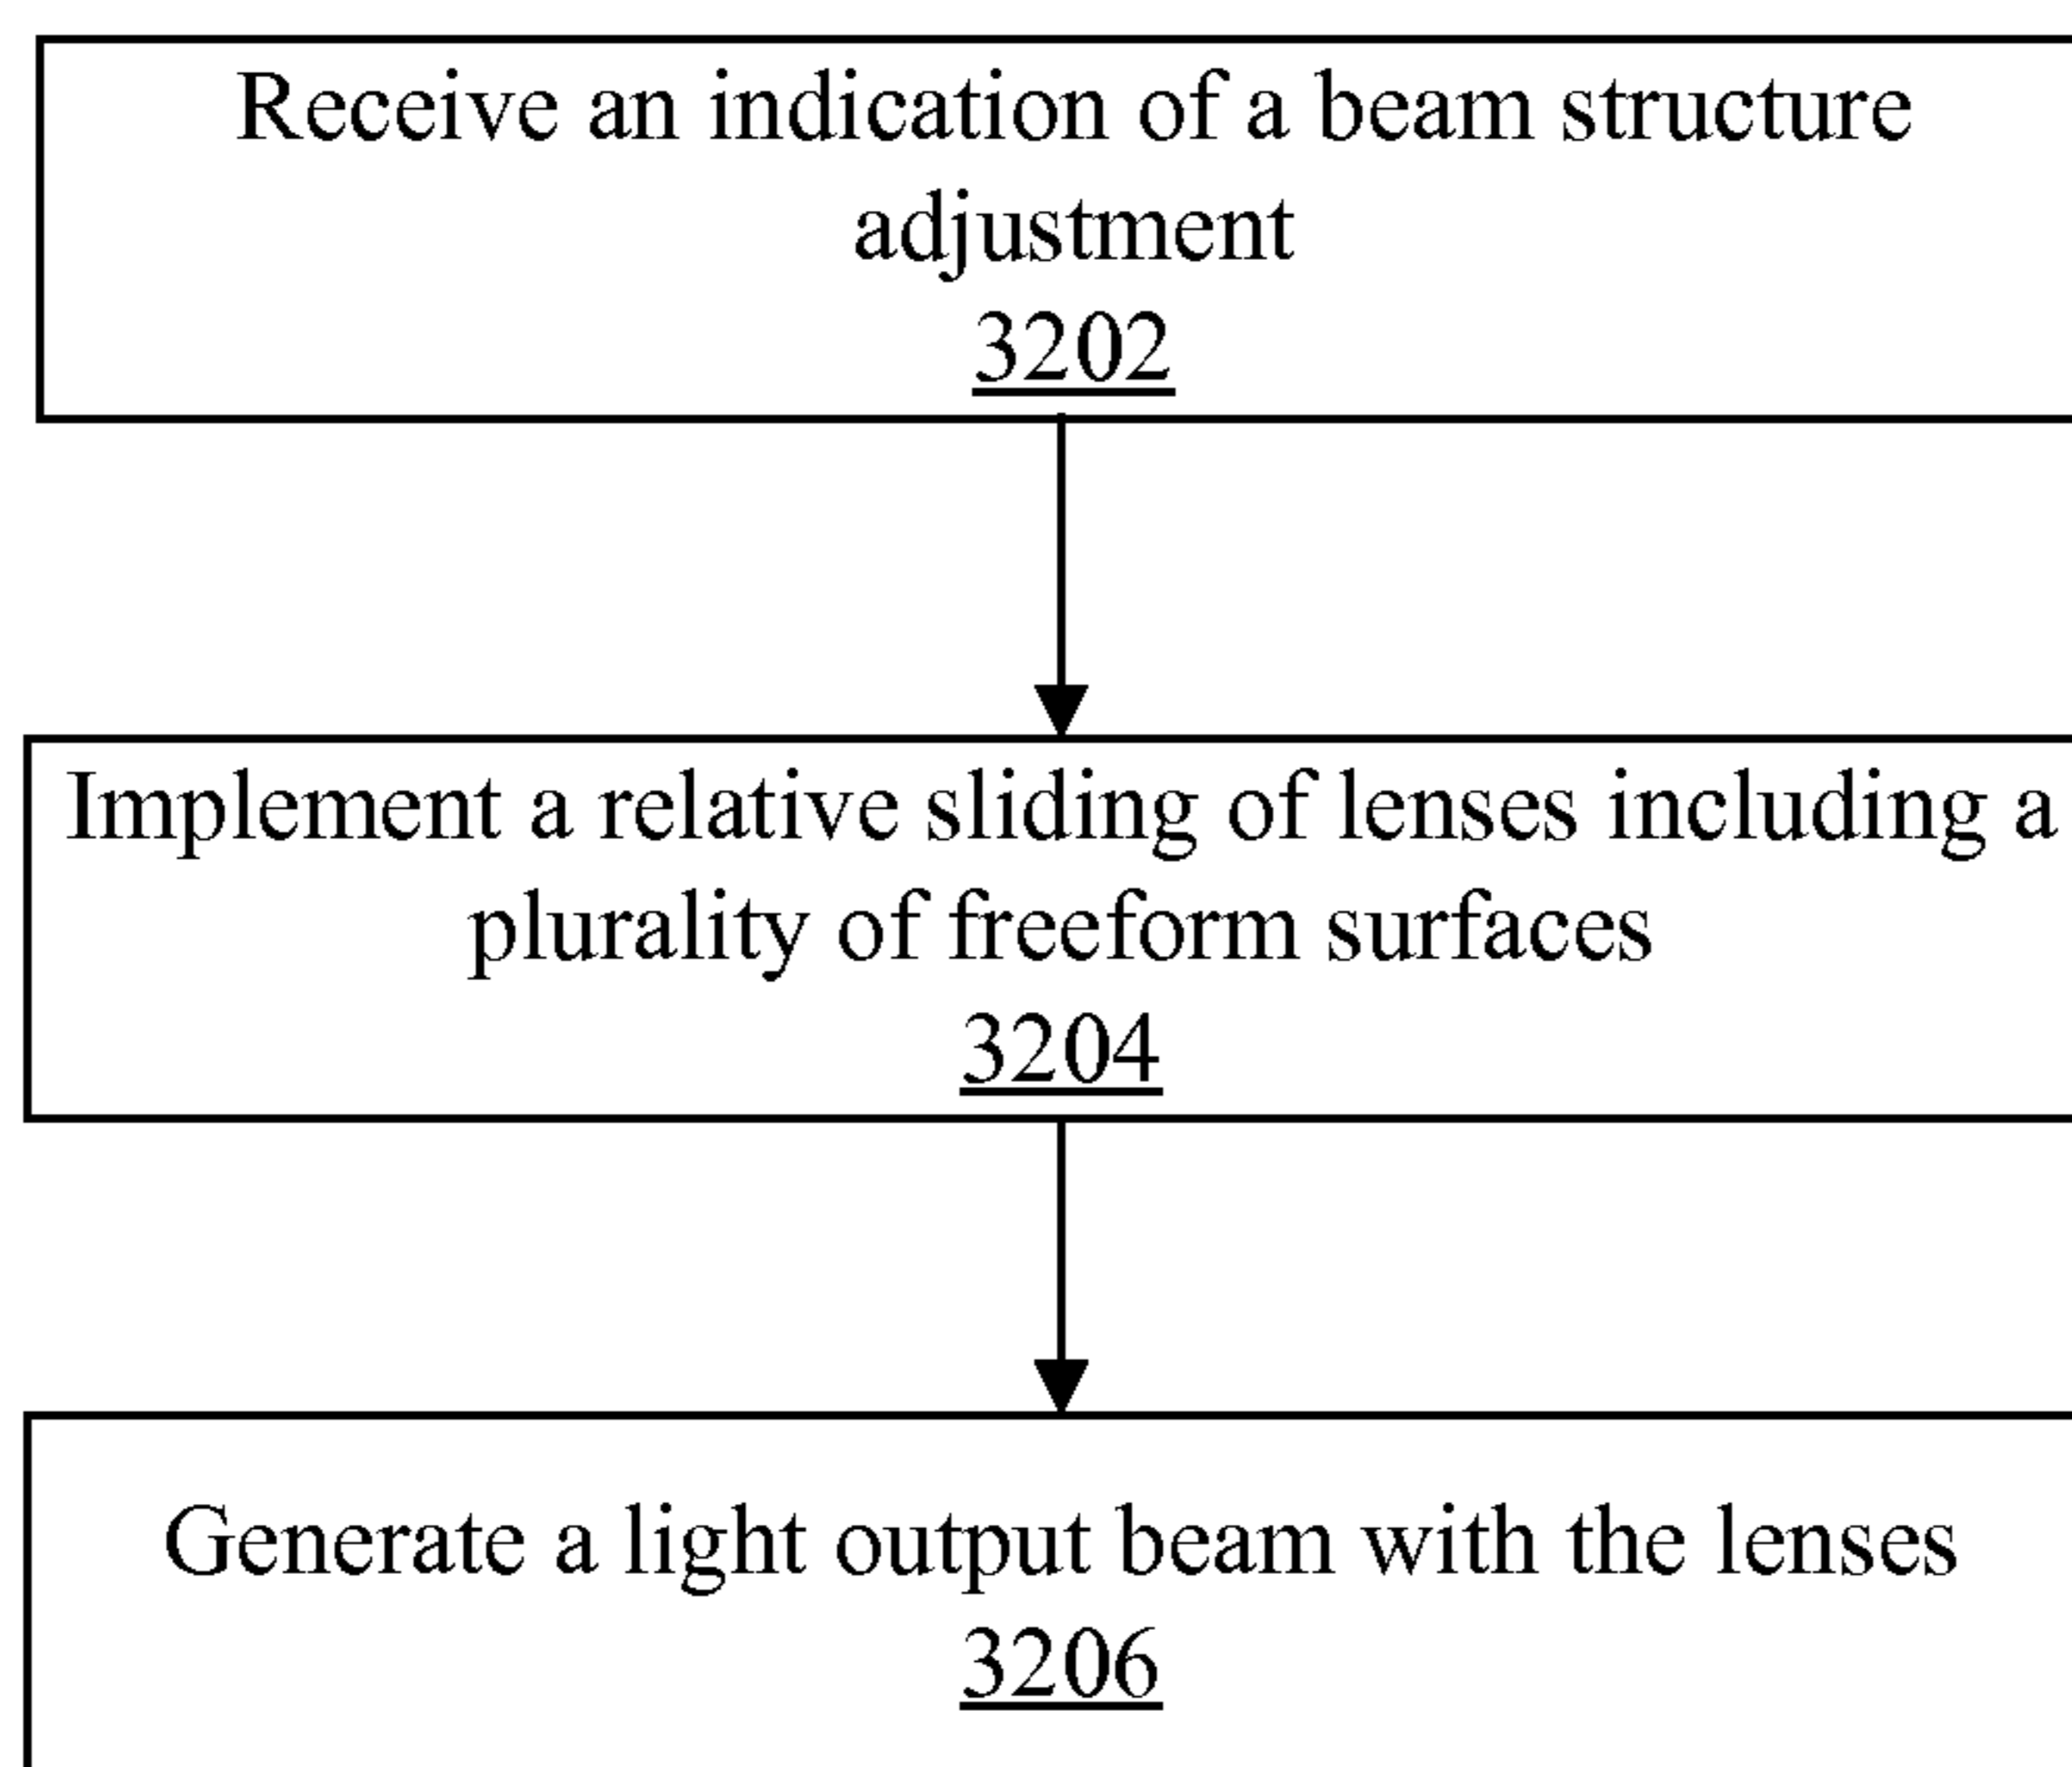 Receive an indication of a beam structure
adjustment
3202
Implement a relative sliding of lenses including a
plurality of freeform surfaces
3204
Generate a light output beam with the lenses
3206